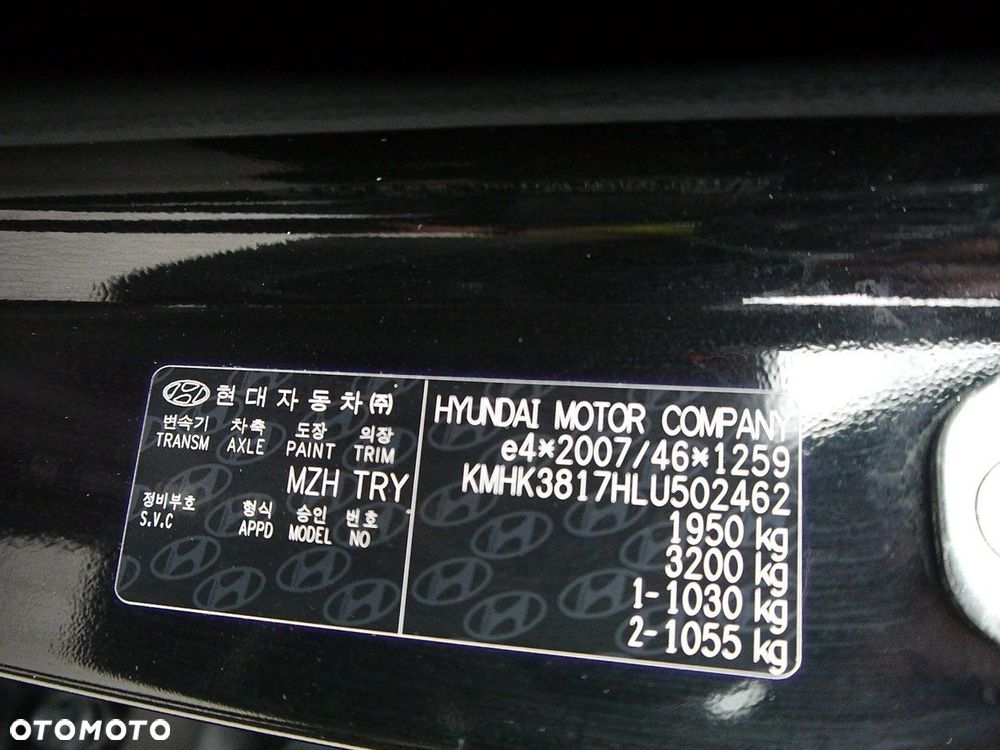 현대자동차㈜
변속기 차축 도장 의장
TRANSM AXLE PAINT TRIM
MZH TRY
정비부호 형식 승인 번호
S.V.C APPD MODEL NO
HYUNDAI MOTOR COMPANY
e4*2007/46*1259
KMHK3817HLU502462
1950 kg
3200 kg
1-1030 kg
2-1055 kg
OTOMOTO